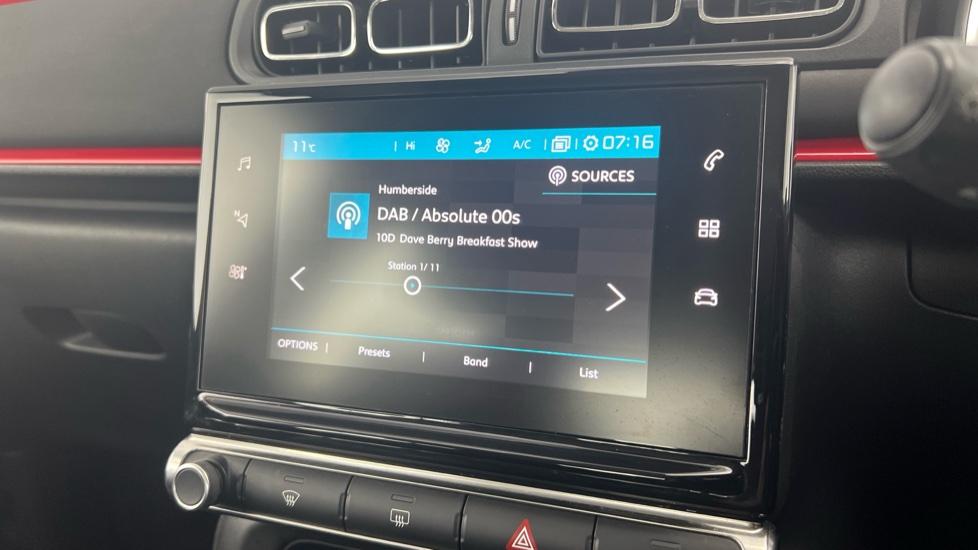 11°C Hi A/C 07:16
SOURCES
Humberside
DAB / Absolute 00s
10D Dave Berry Breakfast Show
Station 1/ 11
OPTIONS Presets Band List
N